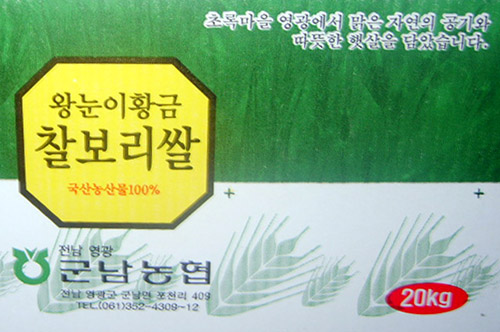 초록마을 영광에서 맑은 자연의 공기와
따뜻한 햇살을 담았습니다.
왕눈이황금
찰보리쌀
국산농산물100%
전남 영광
군남농협
전남 영광군 군남면 포천리 409
TEL(061)352-4309~12
20kg